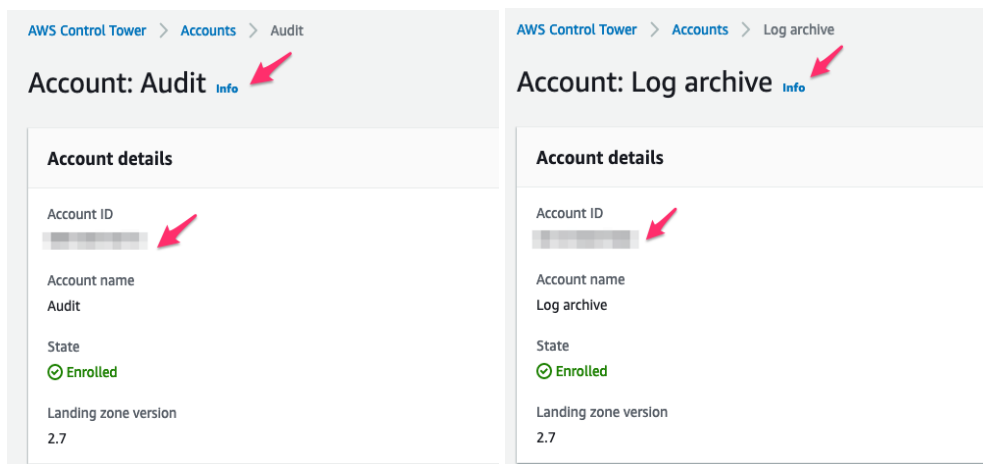 AWS Control Tower > Accounts > Audit
Account: Audit Info
Account details
Account ID
Account name
Audit
State
Enrolled
Landing zone version
2.7
AWS Control Tower > Accounts > Log archive
Account: Log archive Info
Account details
Account ID
Account name
Log archive
State
Enrolled
Landing zone version
2.7